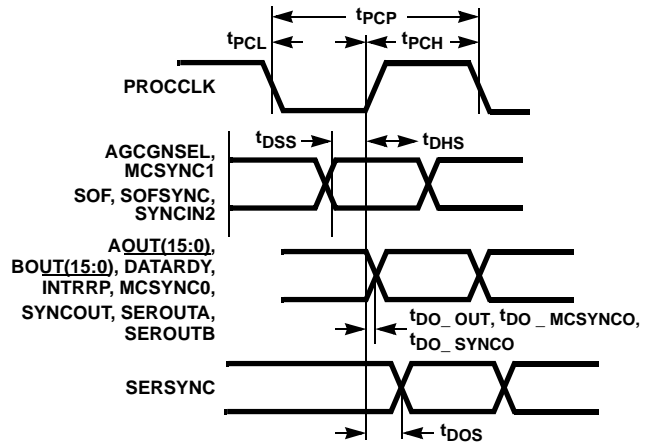 tPCP
tPCL
tPCH
PROCCLK
tDSS
tDHS
AGCGNSEL,
MCSYNC1
SOF, SOFSYNC,
SYNCIN2
AOUT(15:0),
BOUT(15:0), DATARDY,
INTRRP, MCSYNC0,
SYNCOUT, SEROUTA,
SEROUTB
tDO_ OUT, tDO _ MCSYNCO,
tDO_ SYNCO
SERSYNC
tDOS